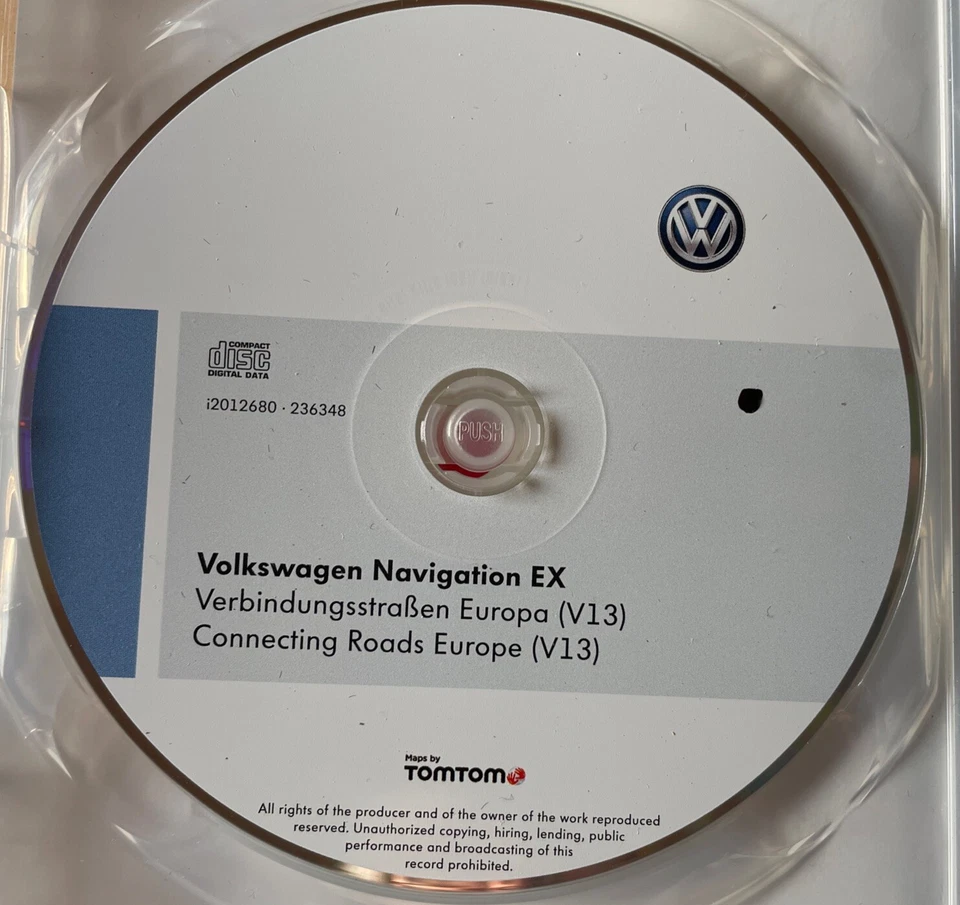 COMPACT
disc
DIGITAL DATA
i2012680 · 236348
PUSH
Volkswagen Navigation EX
Verbindungsstraßen Europa (V13)
Connecting Roads Europe (V13)
Maps by
TOMTOM
All rights of the producer and of the owner of the work reproduced
reserved. Unauthorized copying, hiring, lending, public
performance and broadcasting of this
record prohibited.